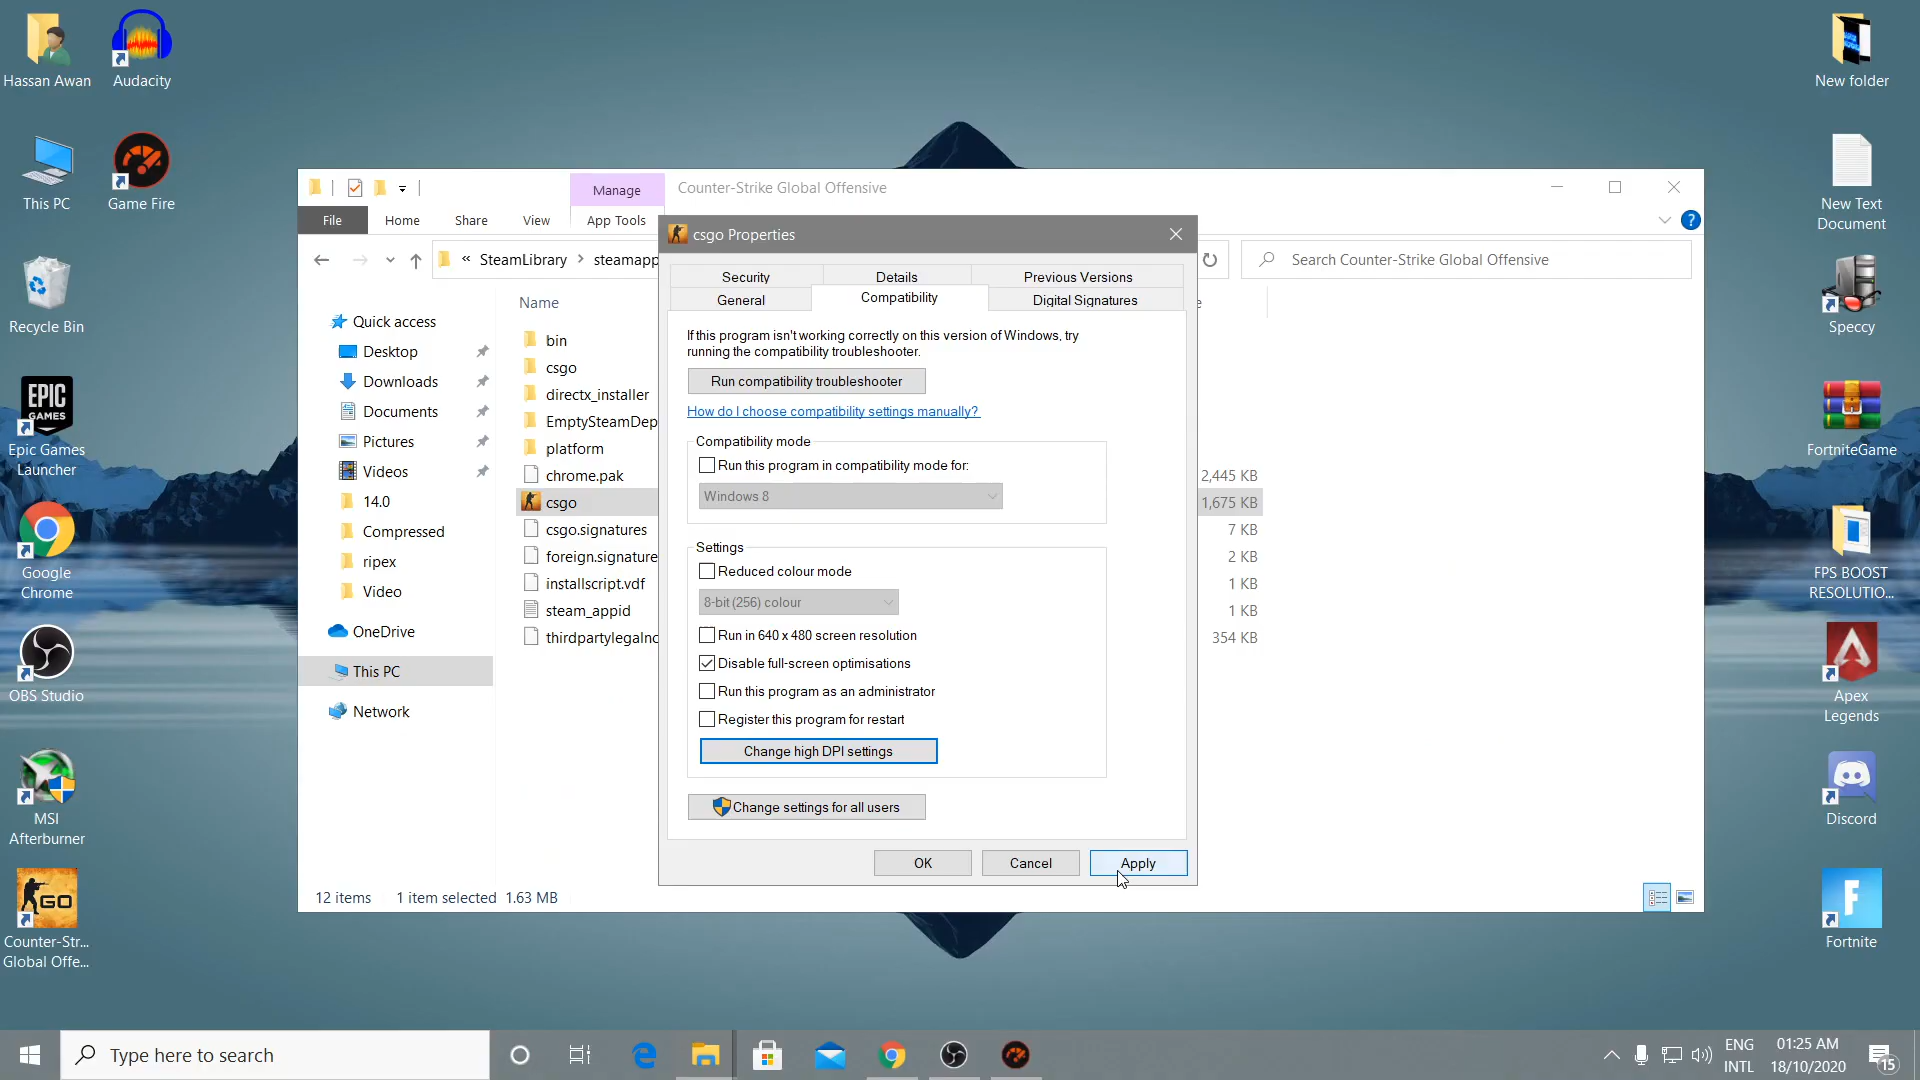 Hassan Awan
Audacity
This PC
Game Fire
Recycle Bin
EPIC
GAMES
Epic Games
Launcher
Google
Chrome
OBS Studio
MSI
Afterburner
GO
Counter-Str...
Global Offe...
New folder
New Text
Document
Speccy
FortniteGame
FPS BOOST
RESOLUTIO...
Apex
Legends
Discord
F
Fortnite
Manage
Counter-Strike Global Offensive
File
Home
Share
View
App Tools
?
« SteamLibrary > steamapp
Search Counter-Strike Global Offensive
Quick access
Desktop
Downloads
Documents
Pictures
Videos
14.0
Compressed
ripex
Video
OneDrive
This PC
Network
Name
e
bin
csgo
directx_installer
EmptySteamDep
platform
chrome.pak
2,445 KB
csgo
1,675 KB
csgo.signatures
7 KB
foreign.signature
2 KB
installscript.vdf
1 KB
steam_appid
1 KB
thirdpartylegalnc
354 KB
12 items
1 item selected 1.63 MB
csgo Properties
Security
Details
Previous Versions
General
Compatibility
Digital Signatures
If this program isn't working correctly on this version of Windows, try
running the compatibility troubleshooter.
Run compatibility troubleshooter
How do I choose compatibility settings manually?
Compatibility mode
Run this program in compatibility mode for:
Windows 8
Settings
Reduced colour mode
8-bit (256) colour
Run in 640 x 480 screen resolution
Disable full-screen optimisations
Run this program as an administrator
Register this program for restart
Change high DPI settings
Change settings for all users
OK
Cancel
Apply
Type here to search
ENG
INTL
01:25 AM
18/10/2020
15